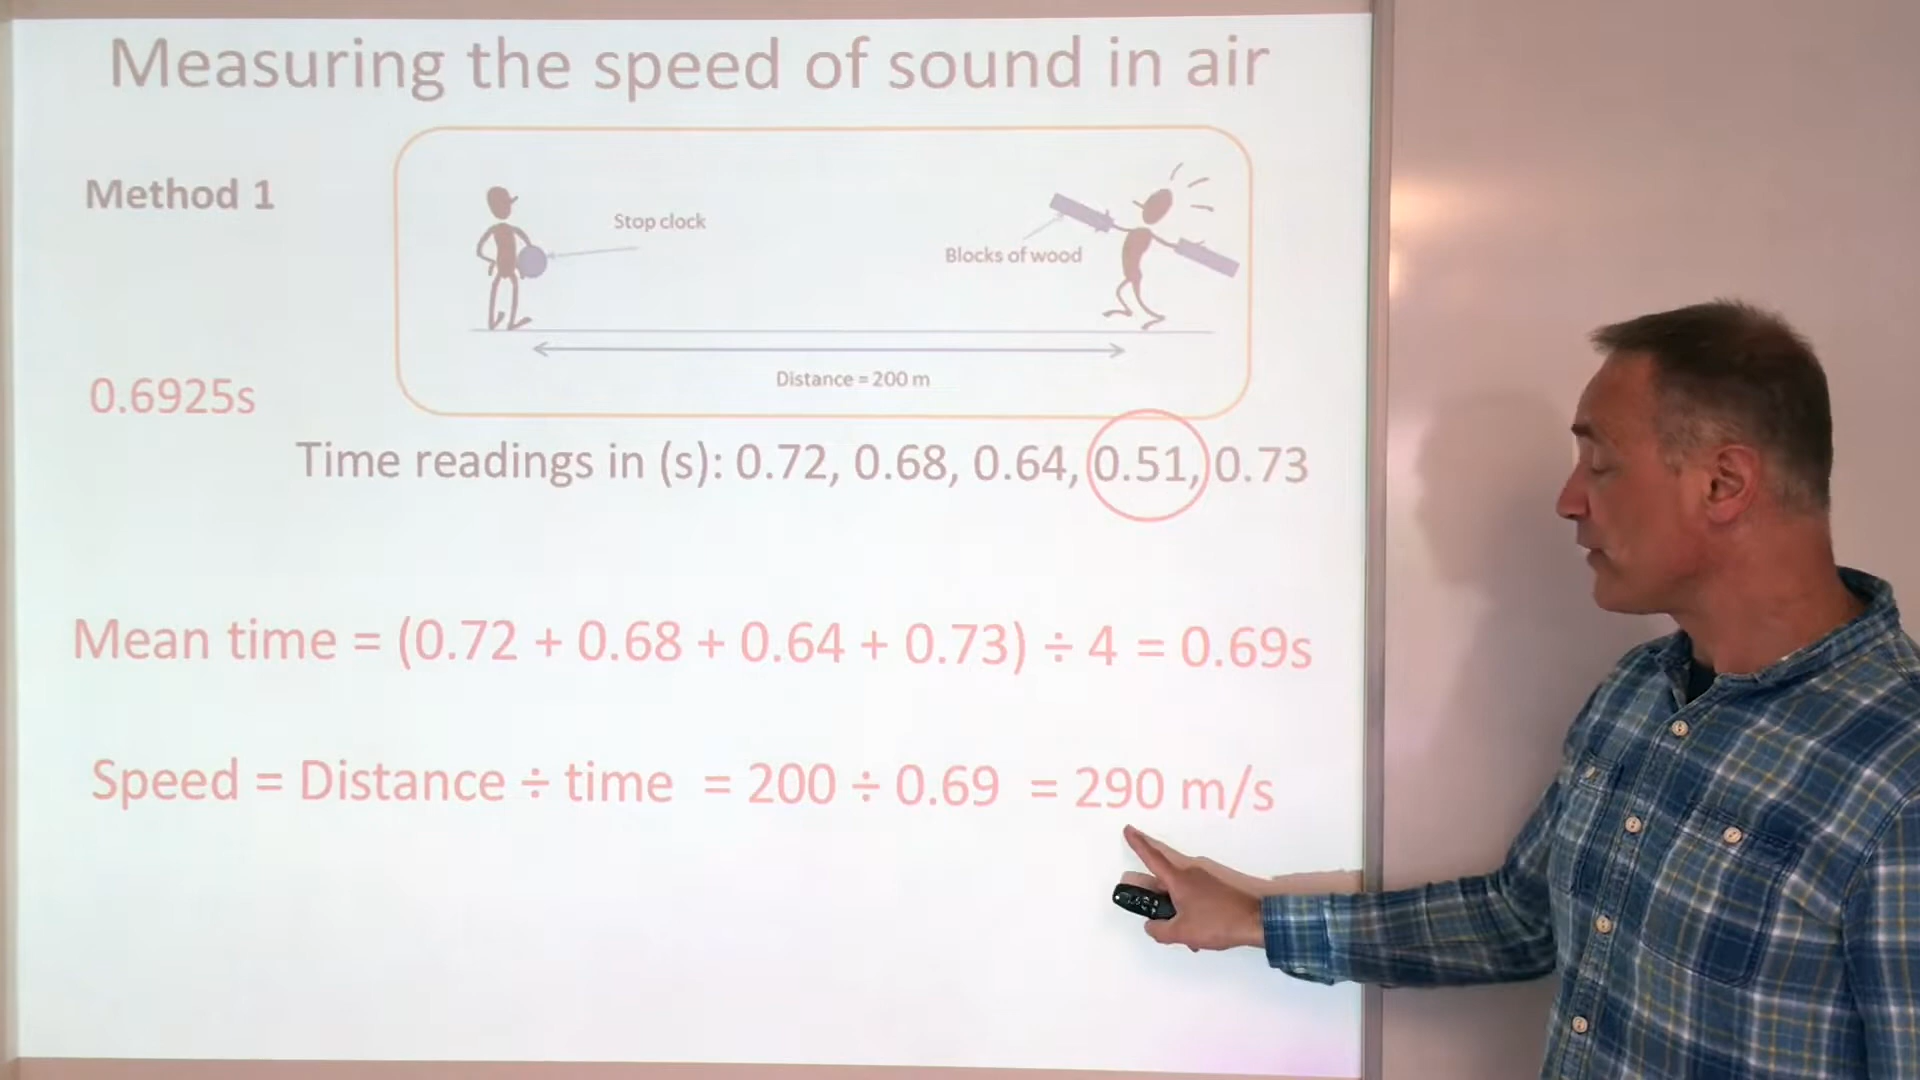 Measuring the speed of sound in air
Method 1
Stop clock
Blocks of wood
Distance = 200 m
0.6925s
Time readings in (s): 0.72, 0.68, 0.64, 0.51, 0.73
Mean time = (0.72 + 0.68 + 0.64 + 0.73) ÷ 4 = 0.69s
Speed = Distance ÷ time = 200 ÷ 0.69 = 290 m/s